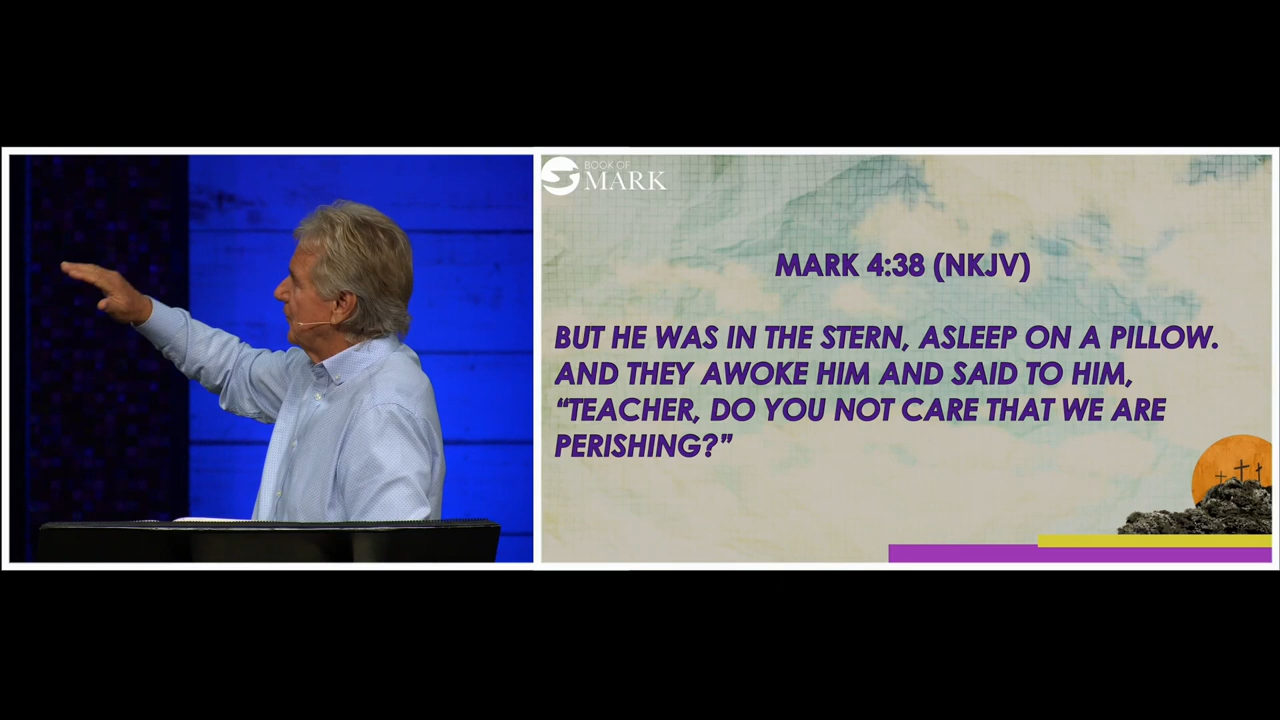 BOOK OF
MARK
MARK 4:38 (NKJV)
BUT HE WAS IN THE STERN, ASLEEP ON A PILLOW.
AND THEY AWOKE HIM AND SAID TO HIM,
“TEACHER, DO YOU NOT CARE THAT WE ARE
PERISHING?”